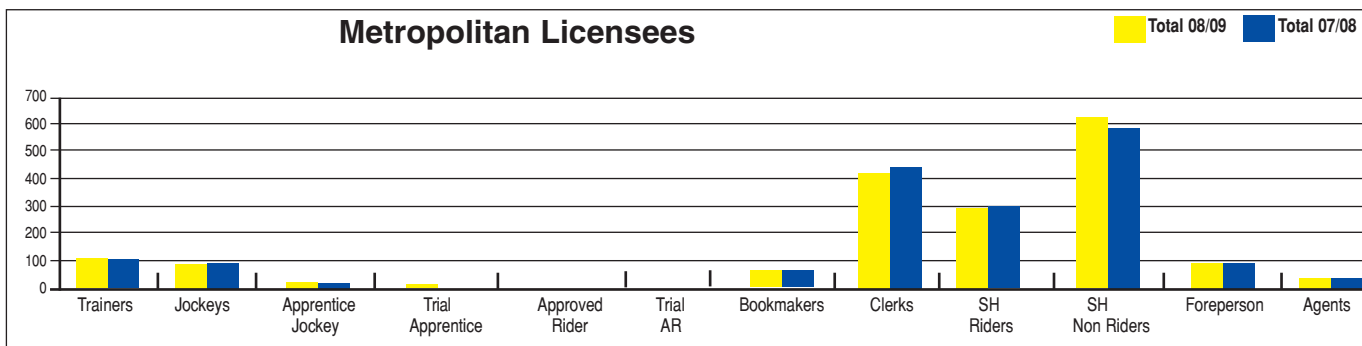 Metropolitan Licensees
Total 08/09
Total 07/08
700
600
500
400
300
200
100
0
Trainers
Jockeys
Apprentice
Jockey
Trial
Apprentice
Approved
Rider
Trial
AR
Bookmakers
Clerks
SH
Riders
SH
Non Riders
Foreperson
Agents